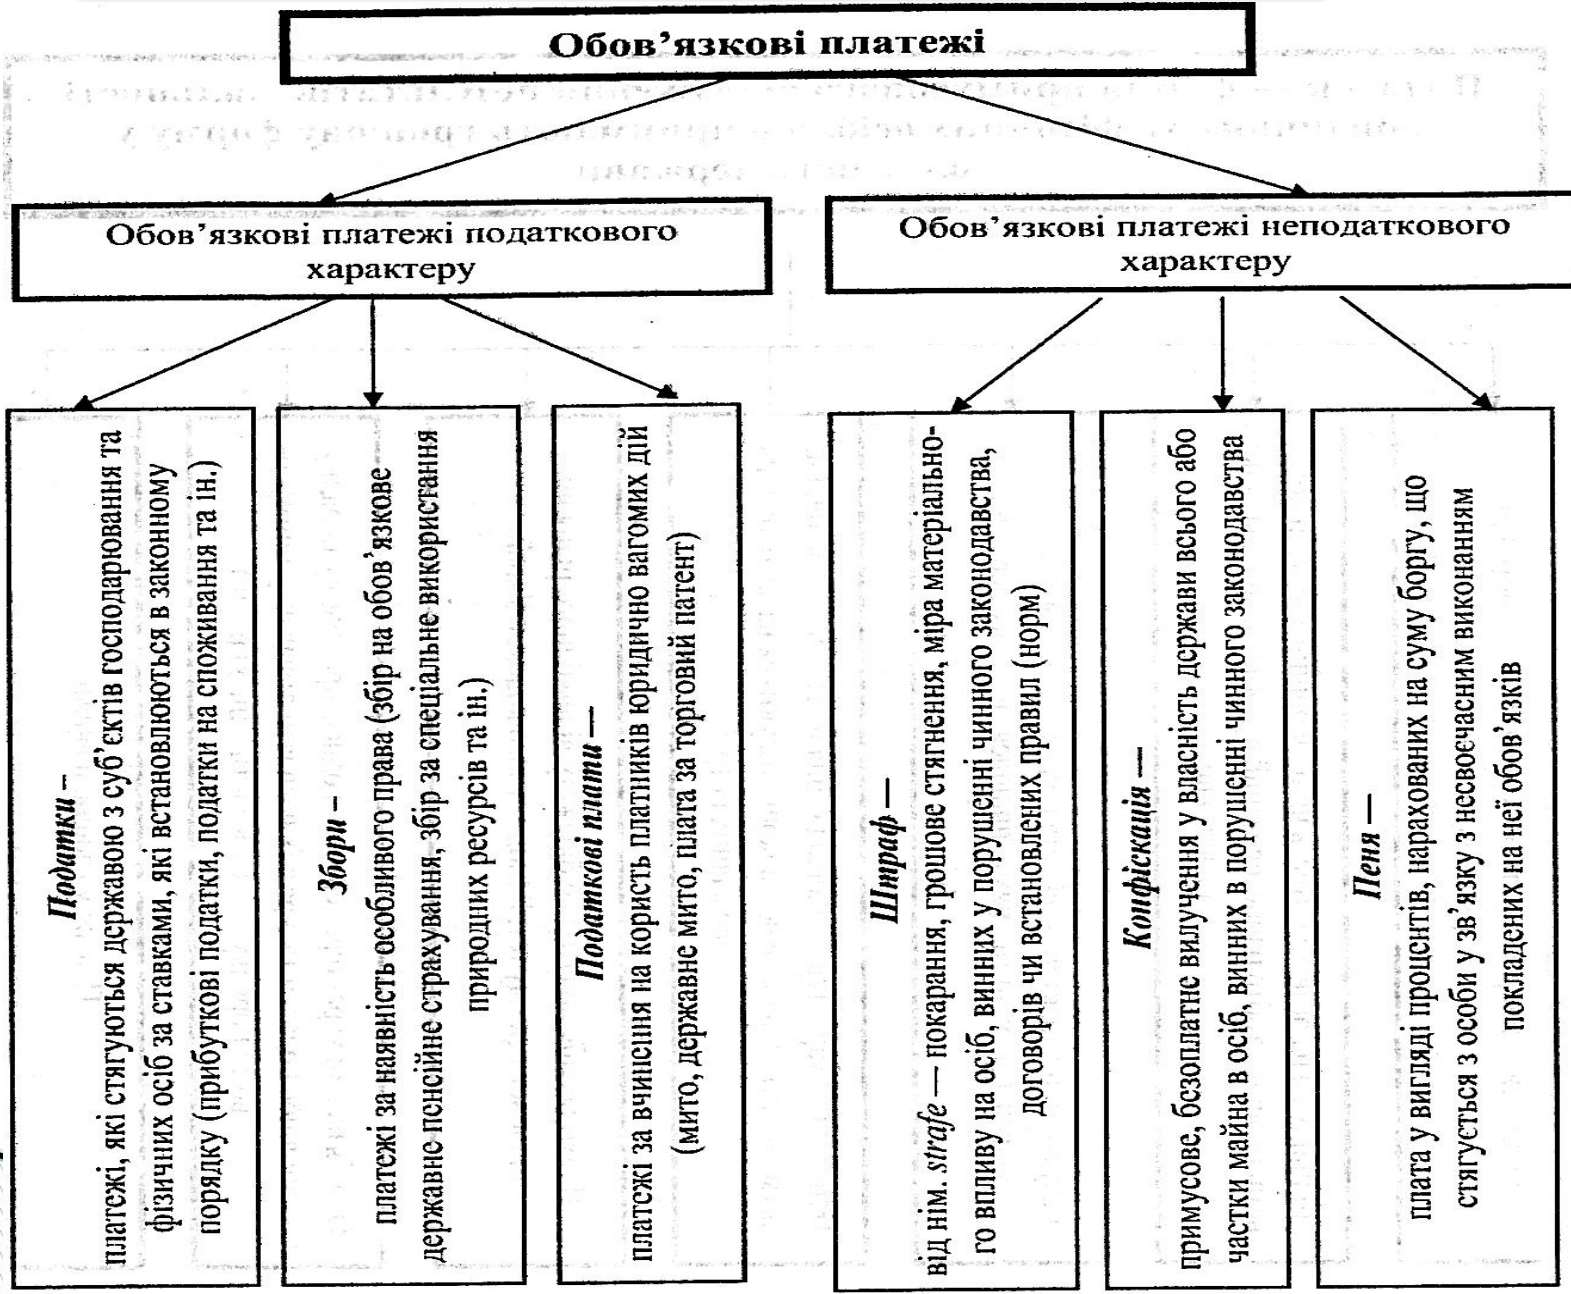 Обов’язкові платежі
Обов’язкові платежі податкового
характеру
Обов’язкові платежі неподаткового
характеру
Податки –
платежі, які стягуються державою з суб’єктів господарювання та
фізичних осіб за ставками, які встановлюються в законному
порядку (прибуткові податки, податки на споживання та ін.)
Збори –
платежі за наявність особливого права (збір на обов’язкове
державне пенсійне страхування, збір за спеціальне використання
природних ресурсів та ін.)
Податкові плати —
платежі за вчинення на користь платників юридично вагомих дій
(мито, державне мито, плата за торговий патент)
Штраф —
від нім. strafe — покарання, грошове стягнення, міра матеріально-
го впливу на осіб, винних у порушенні чинного законодавства,
договорів чи встановлених правил (норм)
Конфіскація —
примусове, безоплатне вилучення у власність держави всього або
частки майна в осіб, винних в порушенні чинного законодавства
Пеня —
плата у вигляді процентів, нарахованих на суму боргу, що
стягується з особи у зв’язку з несвоєчасним виконанням
покладених на неї обов’язків